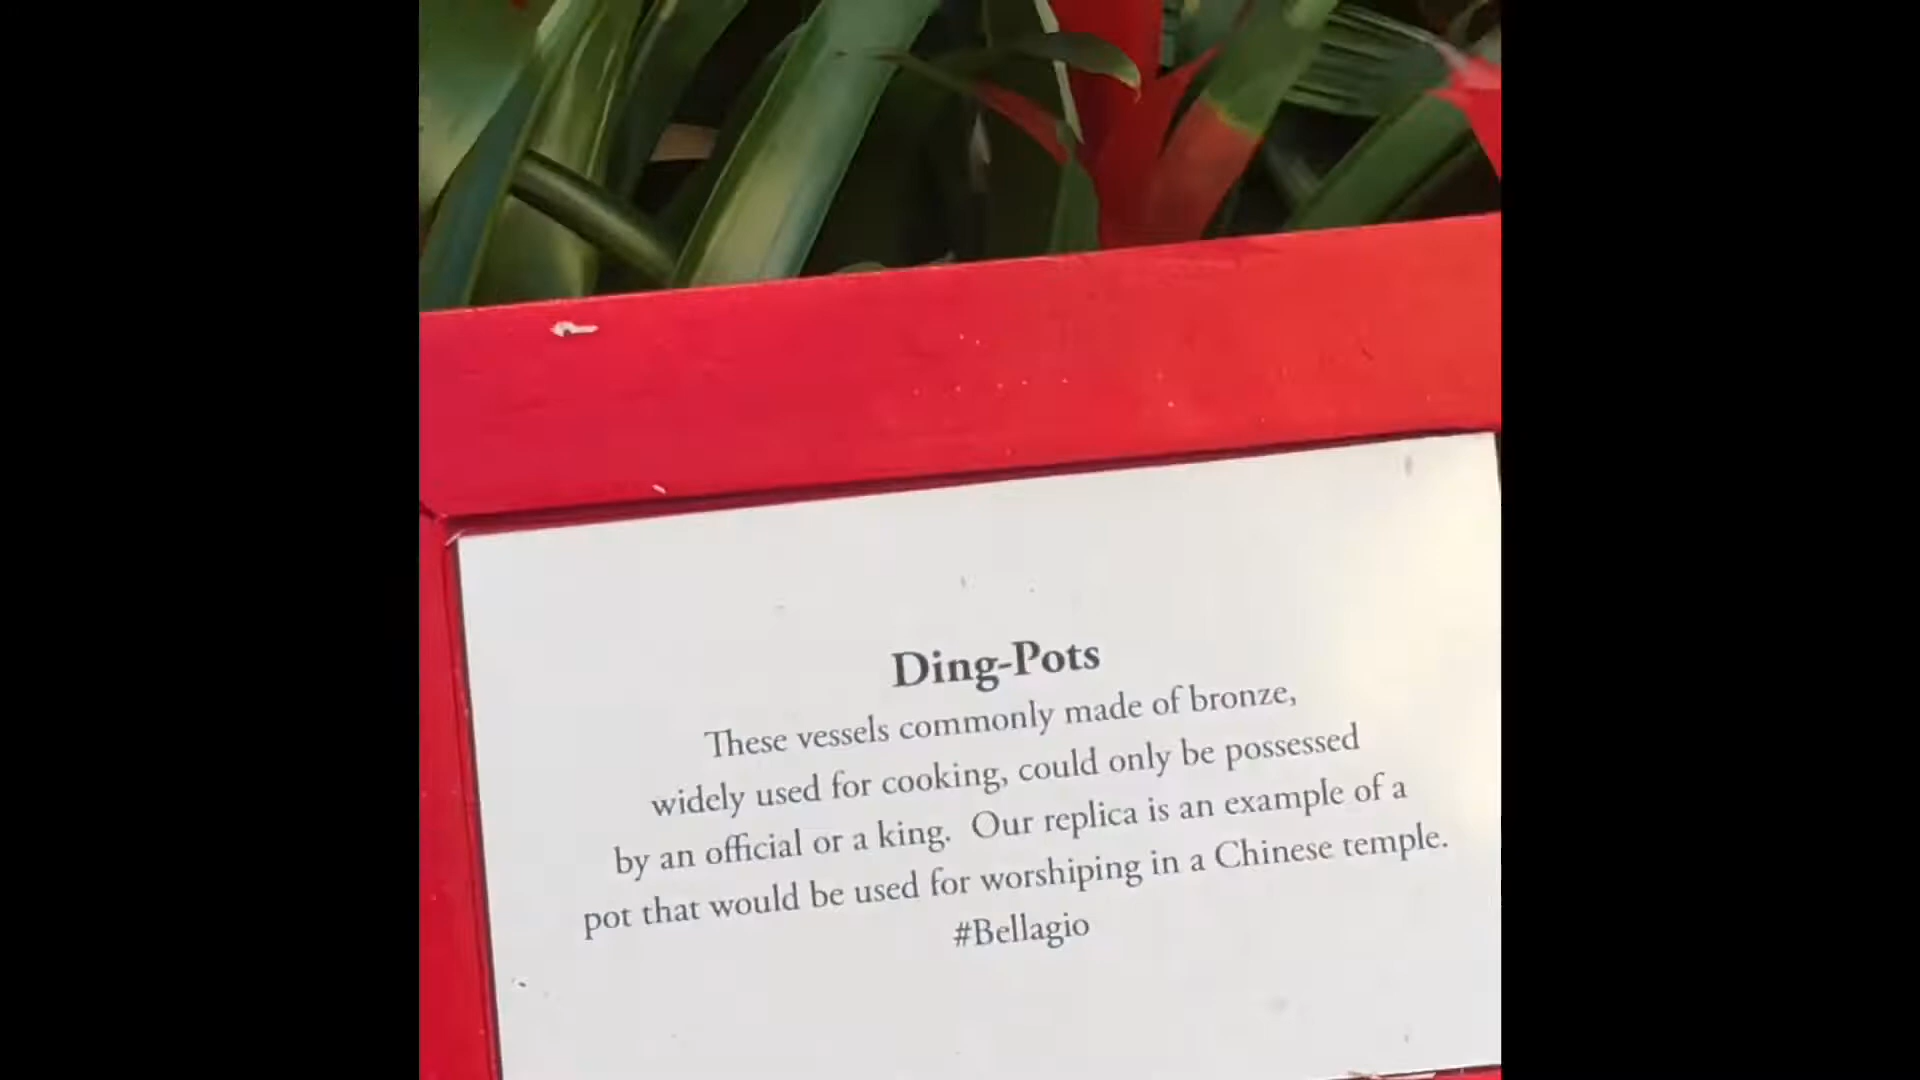 Ding-Pots
These vessels commonly made of bronze,
widely used for cooking, could only be possessed
by an official or a king. Our replica is an example of a
pot that would be used for worshiping in a Chinese temple.
#Bellagio